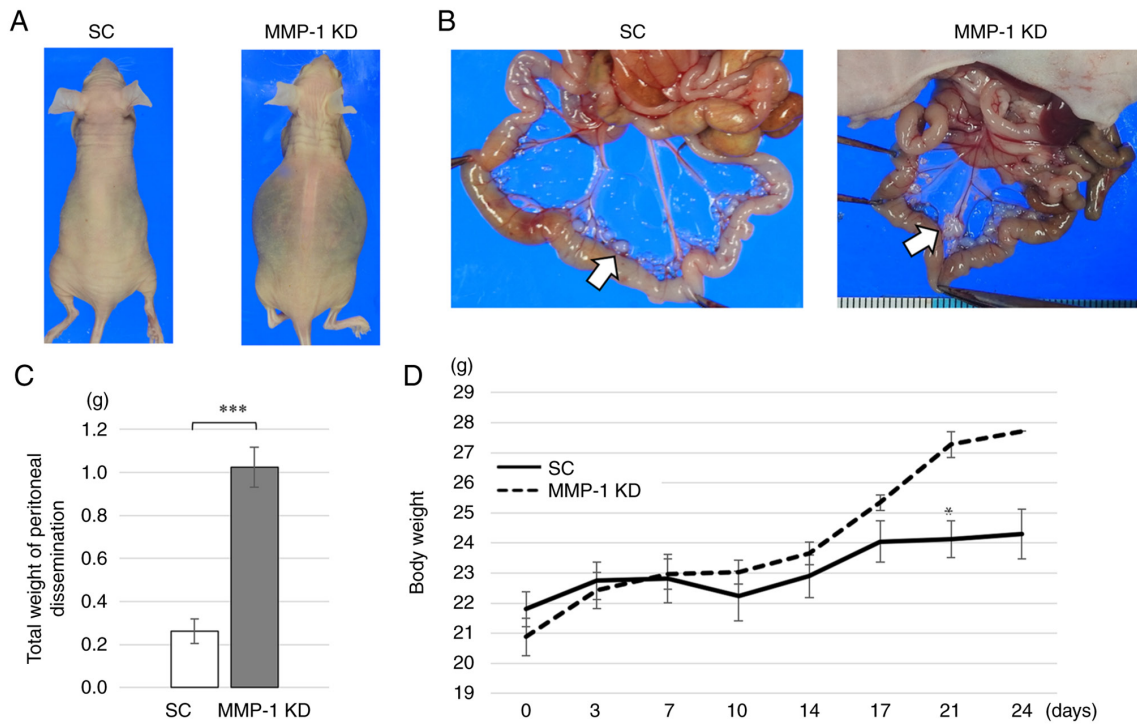 A
SC
MMP-1 KD
B
SC
MMP-1 KD
C
(g)
***
1.2
1.0
0.8
0.6
0.4
0.2
0.0
Total weight of peritoneal
dissemination
SC
MMP-1 KD
D
(g)
29
28
27
26
25
24
23
22
21
20
19
Body weight
SC
MMP-1 KD
*
0
3
7
10
14
17
21
24
(days)